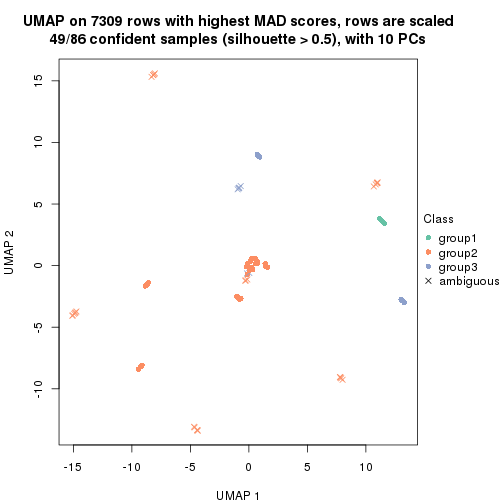 UMAP on 7309 rows with highest MAD scores, rows are scaled
49/86 confident samples (silhouette > 0.5), with 10 PCs
15
10
5
0
-5
-10
UMAP 2
-15
-10
-5
0
5
10
UMAP 1
Class
group1
group2
group3
ambiguous